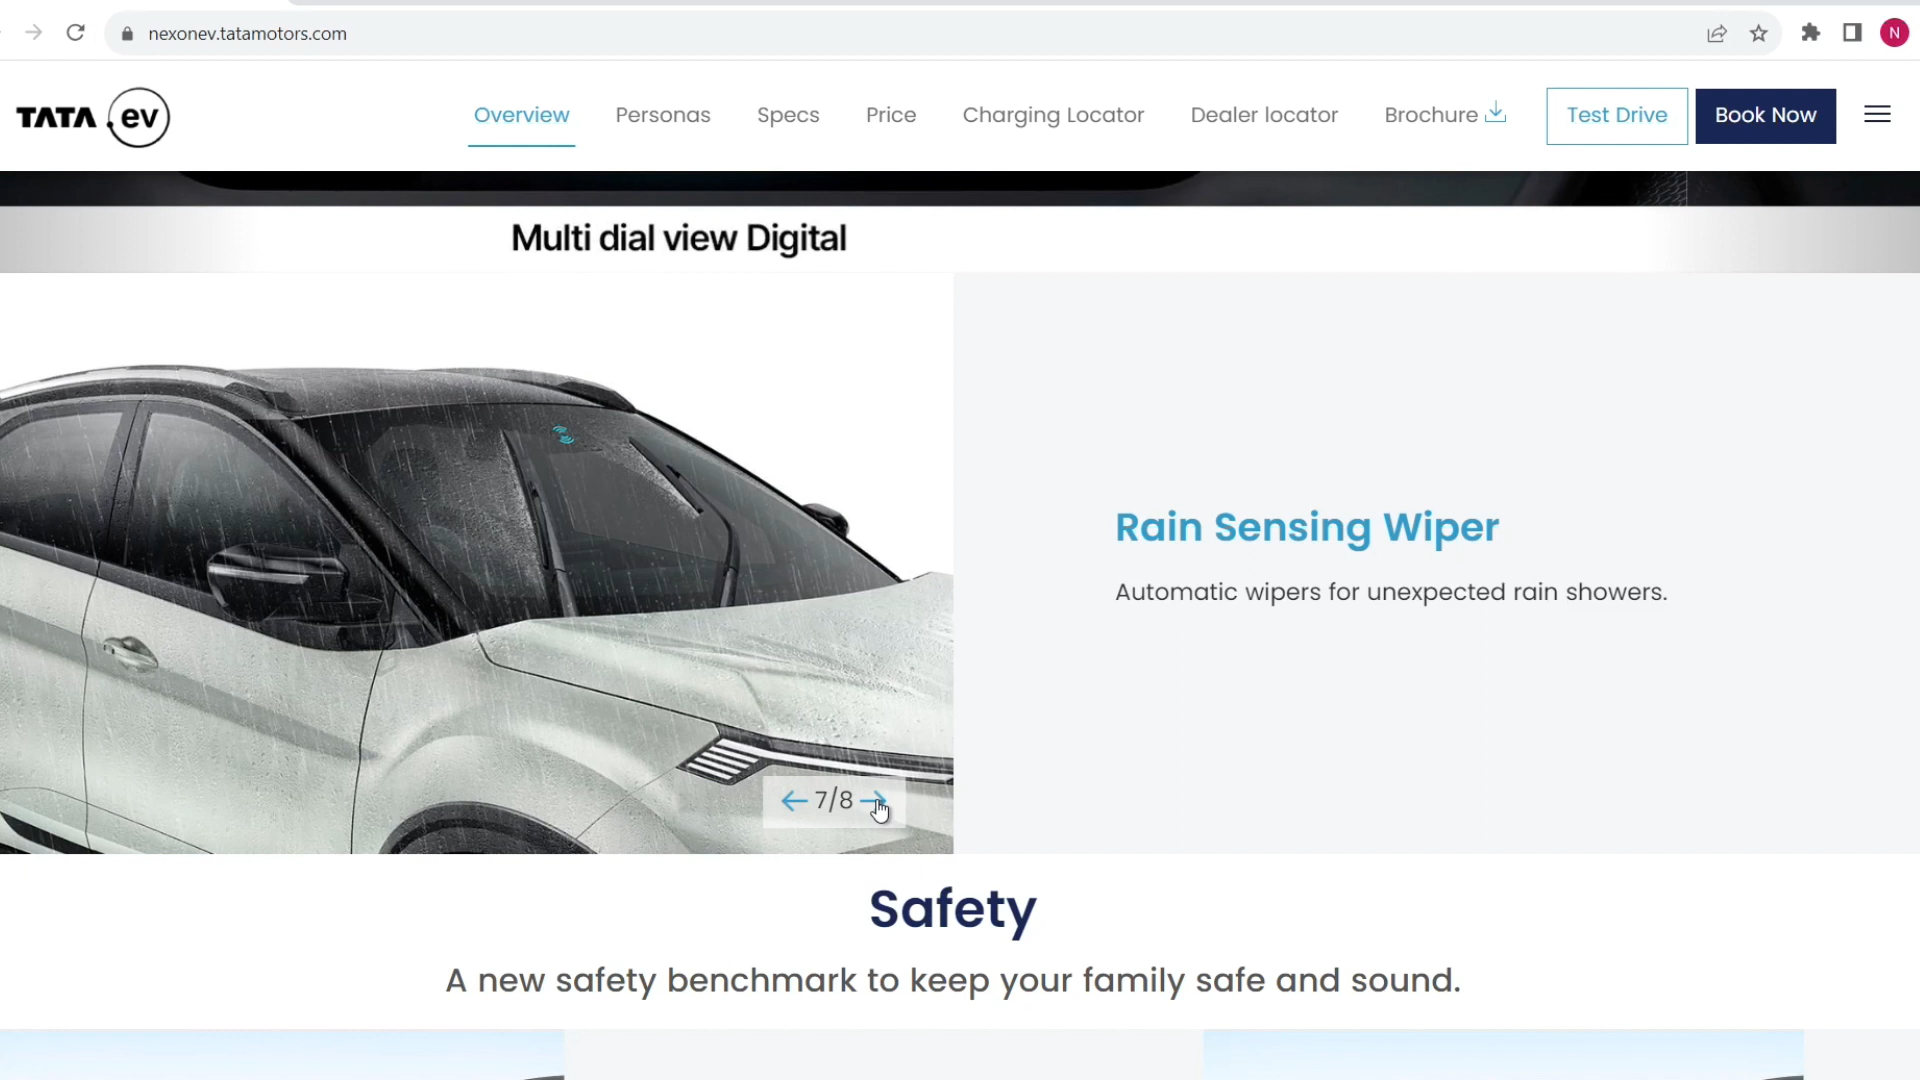 nexonev.tatamotors.com
N
TATA .ev
Overview
Personas
Specs
Price
Charging Locator
Dealer locator
Brochure
Test Drive
Book Now
Multi dial view Digital
Rain Sensing Wiper
Automatic wipers for unexpected rain showers.
7/8
Safety
A new safety benchmark to keep your family safe and sound.